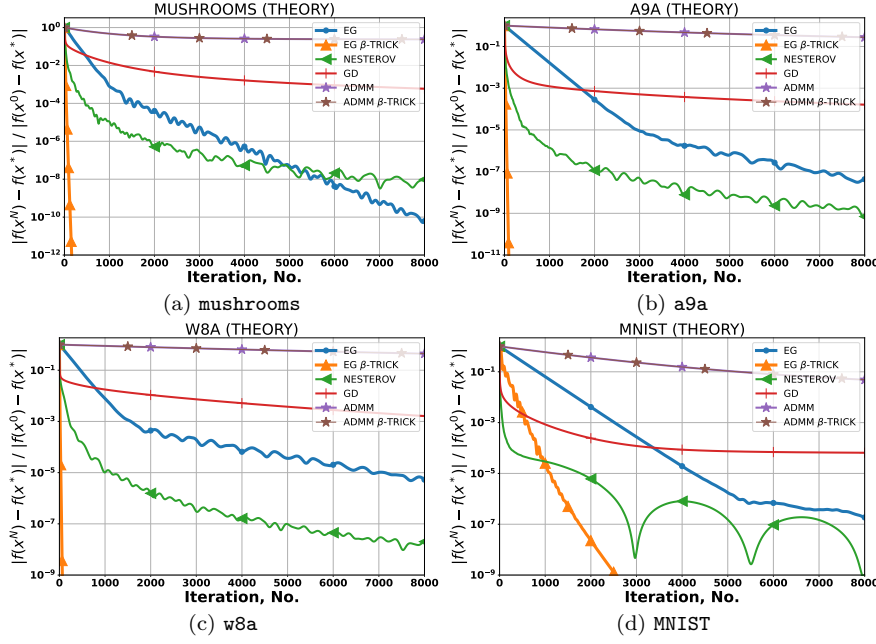 MUSHROOMS (THEORY)
|f(x^N) − f(x*)| / |f(x^0) − f(x*)|
10^0
10^−2
10^−4
10^−6
10^−8
10^−10
10^−12
0 1000 2000 3000 4000 5000 6000 7000 8000
Iteration, No.
EG
EG β-TRICK
NESTEROV
GD
ADMM
ADMM β-TRICK
(a) mushrooms
A9A (THEORY)
|f(x^N) − f(x*)| / |f(x^0) − f(x*)|
10^−1
10^−3
10^−5
10^−7
10^−9
10^−11
0 1000 2000 3000 4000 5000 6000 7000 8000
Iteration, No.
EG
EG β-TRICK
NESTEROV
GD
ADMM
ADMM β-TRICK
(b) a9a
W8A (THEORY)
|f(x^N) − f(x*)| / |f(x^0) − f(x*)|
10^−1
10^−3
10^−5
10^−7
10^−9
0 1000 2000 3000 4000 5000 6000 7000 8000
Iteration, No.
EG
EG β-TRICK
NESTEROV
GD
ADMM
ADMM β-TRICK
(c) w8a
MNIST (THEORY)
|f(x^N) − f(x*)| / |f(x^0) − f(x*)|
10^−1
10^−3
10^−5
10^−7
10^−9
0 1000 2000 3000 4000 5000 6000 7000 8000
Iteration, No.
EG
EG β-TRICK
NESTEROV
GD
ADMM
ADMM β-TRICK
(d) MNIST